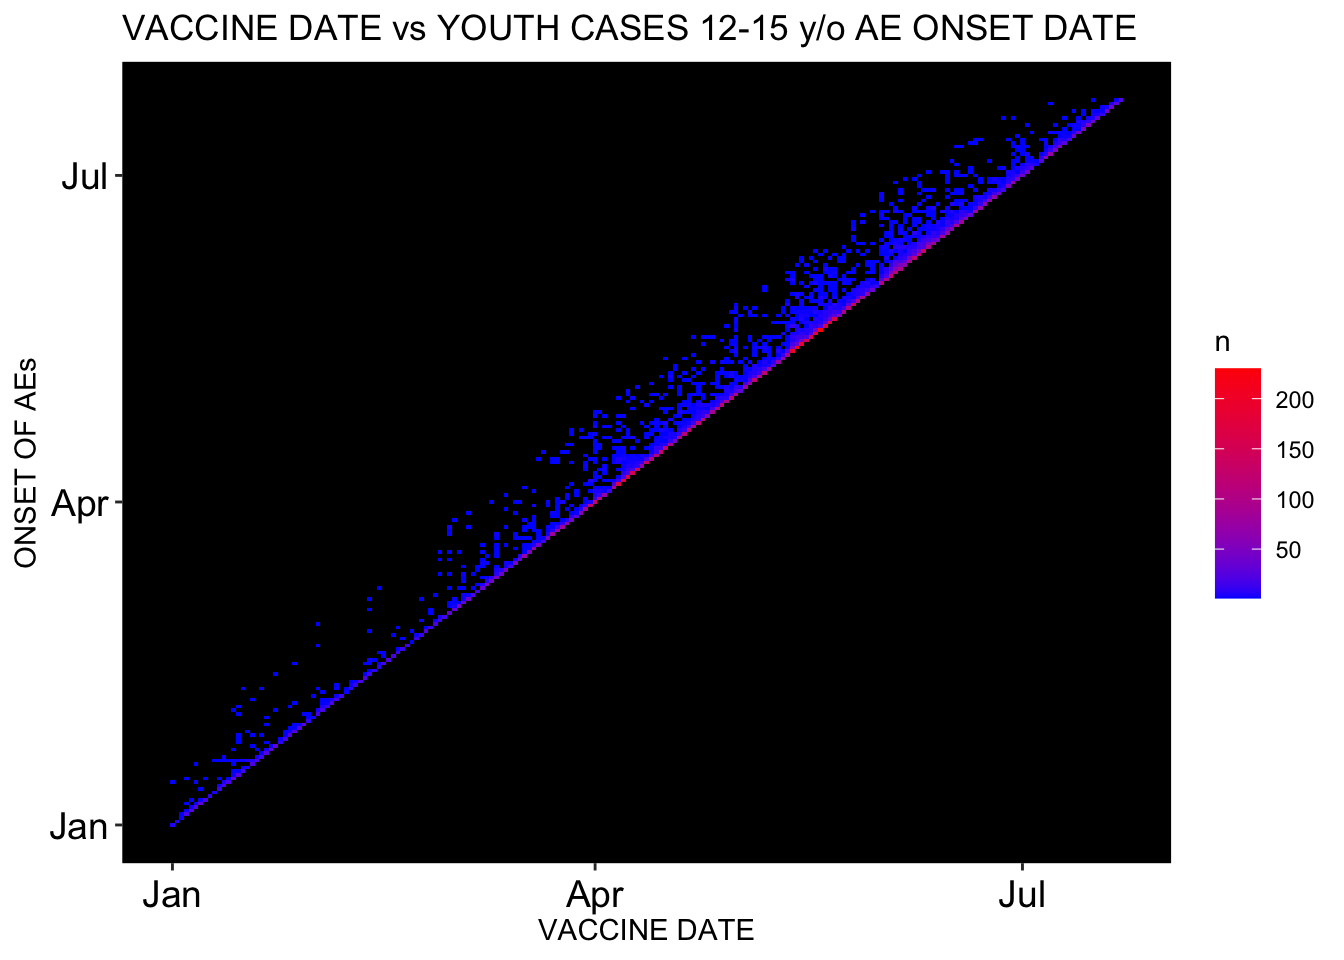 VACCINE DATE vs YOUTH CASES 12-15 y/o AE ONSET DATE
Jul
Apr
Jan
ONSET OF AEs
Jan
Apr
Jul
VACCINE DATE
n
200
150
100
50